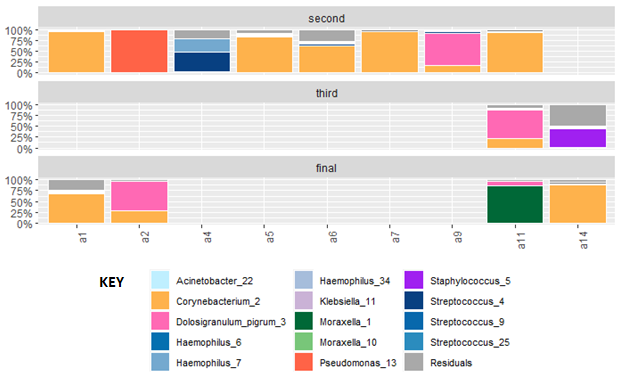 second
100%
75%
50%
25%
0%
third
100%
75%
50%
25%
0%
final
100%
75%
50%
25%
0%
a1 a2 a4 a5 a6 a7 a9 a11 a14
KEY
Acinetobacter_22 Haemophilus_34 Staphylococcus_5
Corynebacterium_2 Klebsiella_11 Streptococcus_4
Dolosigranulum_pigrum_3 Moraxella_1 Streptococcus_9
Haemophilus_6 Moraxella_10 Streptococcus_25
Haemophilus_7 Pseudomonas_13 Residuals